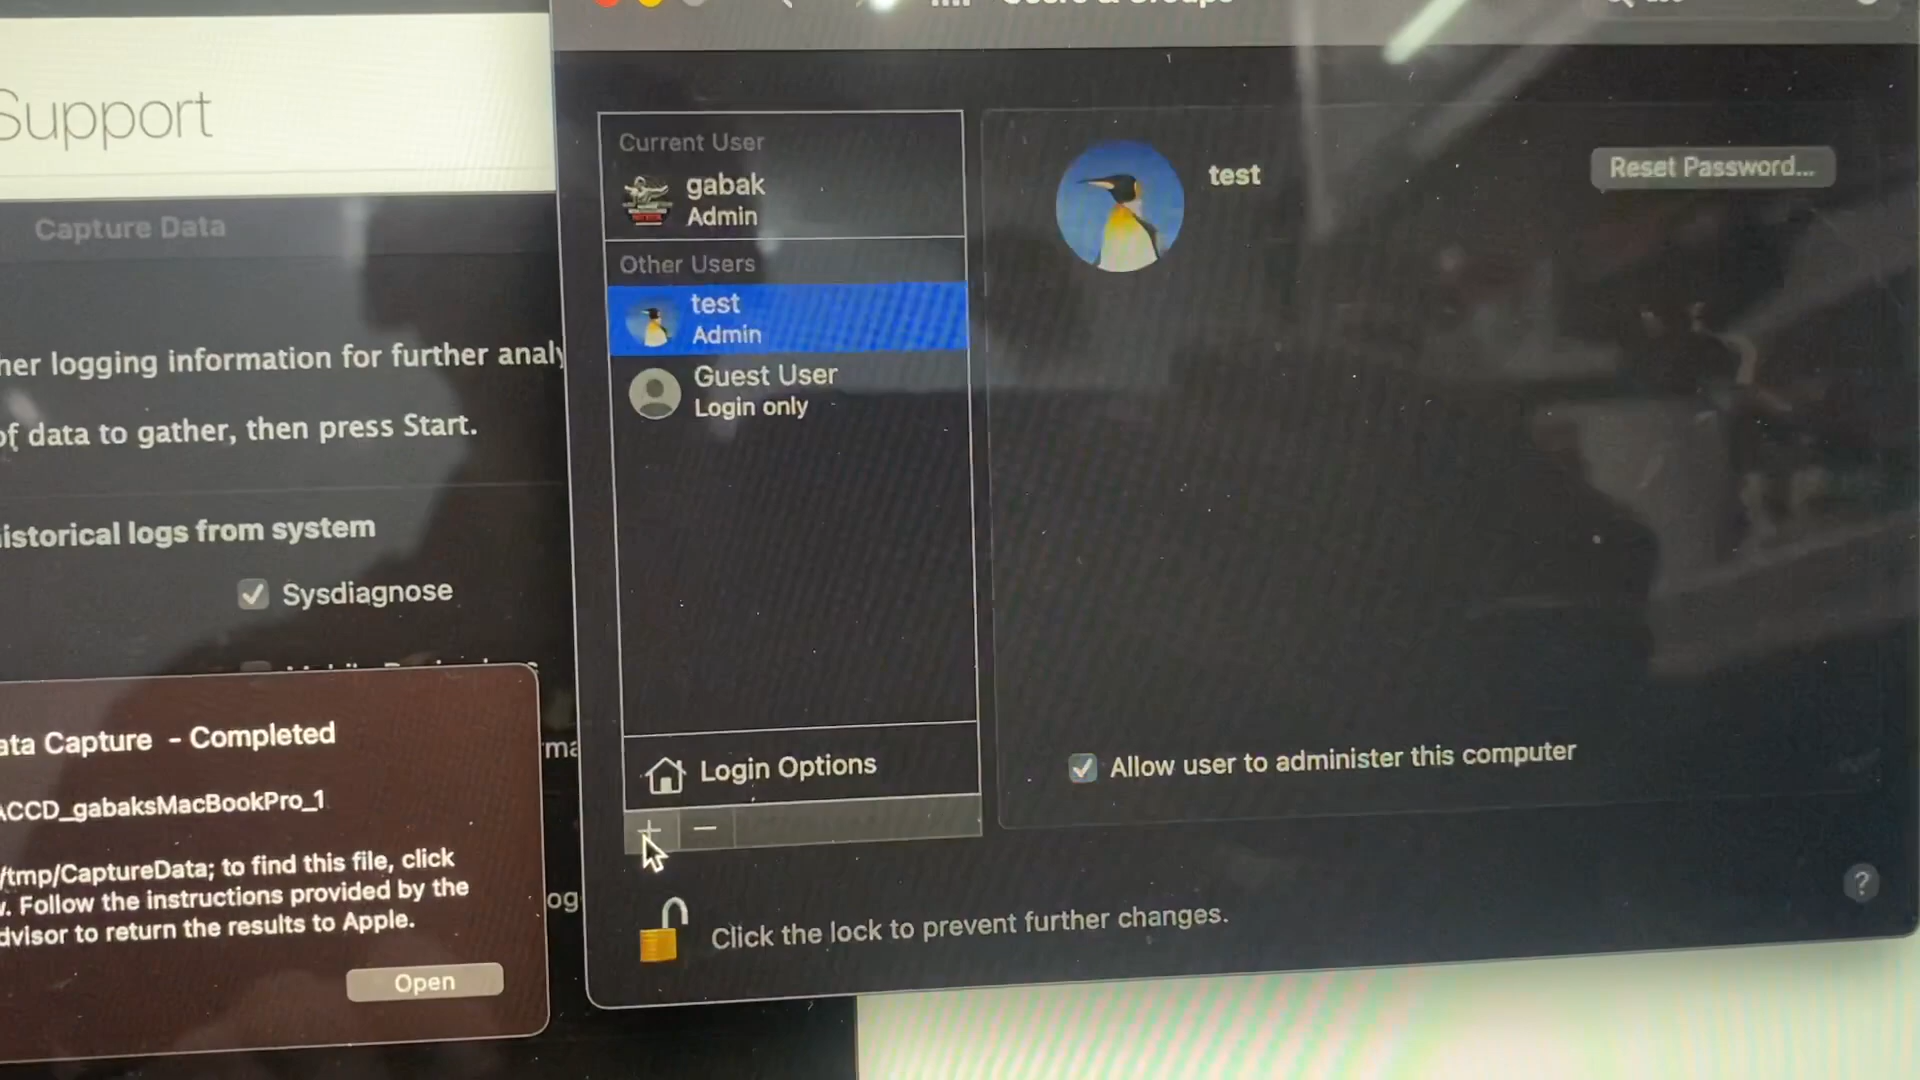 Users & Groups
Support
Current User
gabak
Admin
test
Reset Password...
Capture Data
Other Users
test
Admin
Guest User
Login only
her logging information for further analy
of data to gather, then press Start.
istorical logs from system
Sysdiagnose
ata Capture - Completed
ACCD_gabaksMacBookPro_1
/tmp/CaptureData; to find this file, click
. Follow the instructions provided by the
dvisor to return the results to Apple.
Open
Login Options
Allow user to administer this computer
+ −
Click the lock to prevent further changes.
?